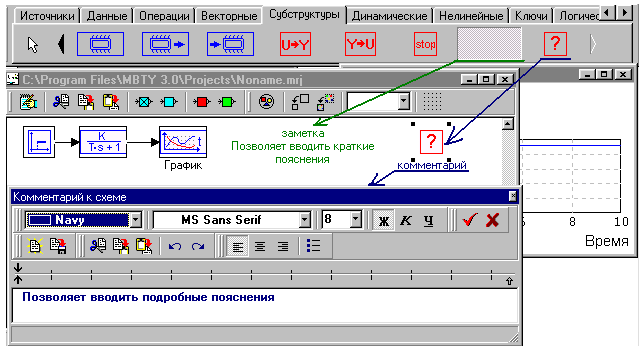 Источники Данные Операции Векторные Субструктуры Динамические Нелинейные Ключи Логичес
U→Y Y→U stop ?
C:\Program Files\MBTY 3.0\Projects\Noname.mrj
K
T·s + 1
t
График
заметка
Позволяет вводить краткие
пояснения
?
комментарий
Комментарий к схеме
Navy MS Sans Serif 8 Ж К Ч
Позволяет вводить подробные пояснения
6 8 10
Время